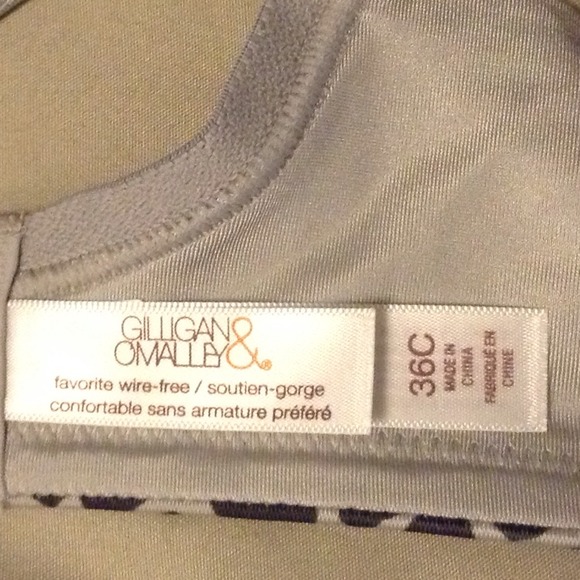 GILLIGAN &
O'MALLEY®
favorite wire-free / soutien-gorge
confortable sans armature préféré
36C
MADE IN
CHINA
FABRIQUÉ EN
CHINE